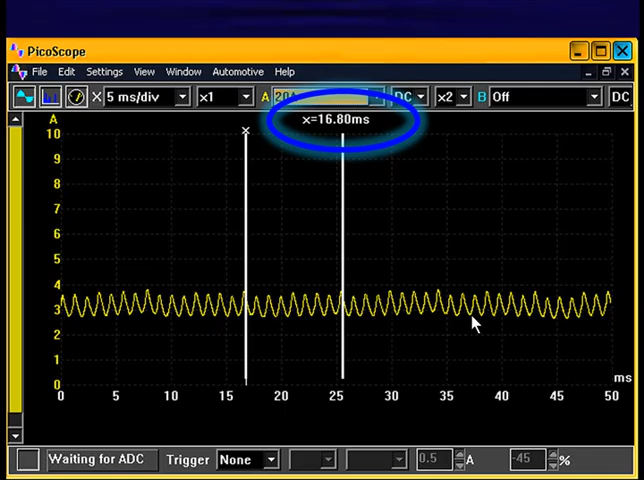 PicoScope
File Edit Settings View Window Automotive Help
X 5 ms/div x1 A 20A DC x2 B Off DC
x=16.80ms
A
10
9
8
7
6
5
4
3
2
1
0
ms
0 5 10 15 20 25 30 35 40 45 50
Waiting for ADC Trigger None 0.5 A -45 %